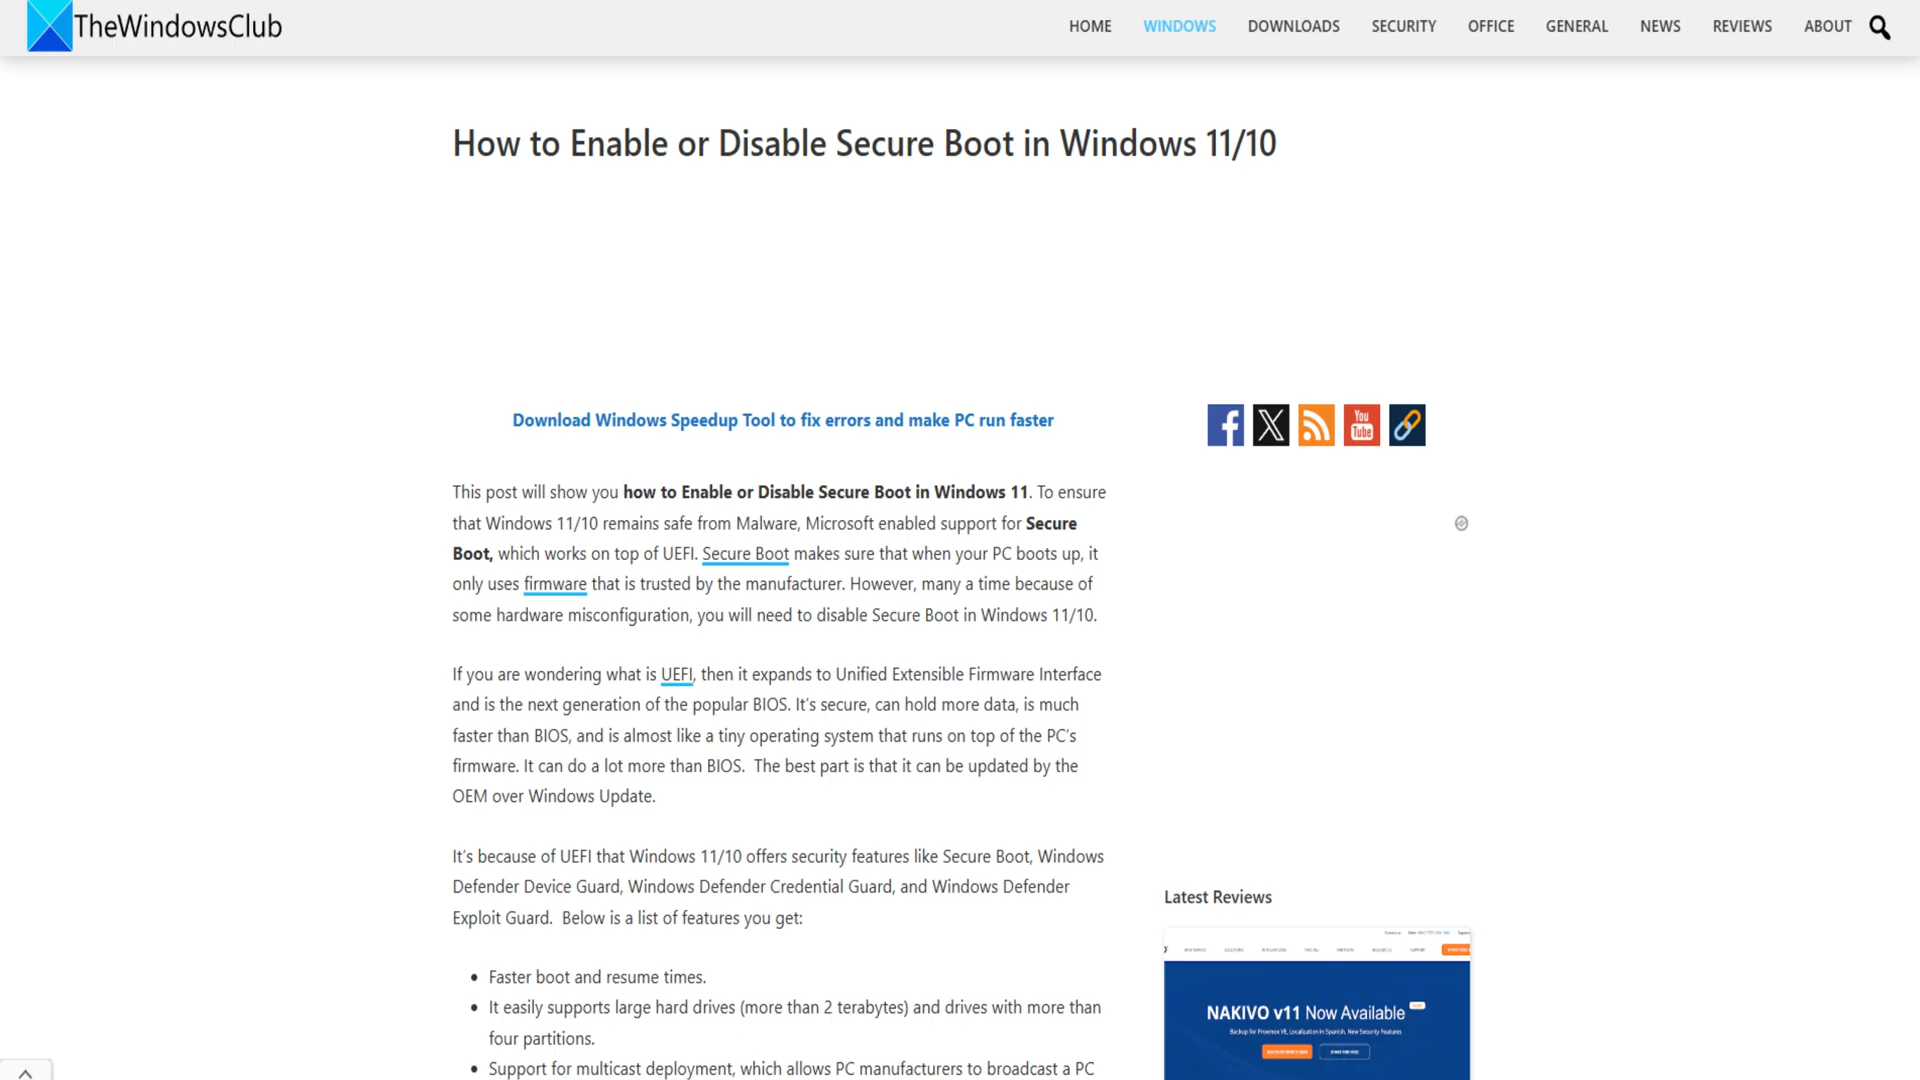 TheWindowsClub
HOME WINDOWS DOWNLOADS SECURITY OFFICE GENERAL NEWS REVIEWS ABOUT
How to Enable or Disable Secure Boot in Windows 11/10
Download Windows Speedup Tool to fix errors and make PC run faster
This post will show you how to Enable or Disable Secure Boot in Windows 11. To ensure
that Windows 11/10 remains safe from Malware, Microsoft enabled support for Secure
Boot, which works on top of UEFI. Secure Boot makes sure that when your PC boots up, it
only uses firmware that is trusted by the manufacturer. However, many a time because of
some hardware misconfiguration, you will need to disable Secure Boot in Windows 11/10.
If you are wondering what is UEFI, then it expands to Unified Extensible Firmware Interface
and is the next generation of the popular BIOS. It's secure, can hold more data, is much
faster than BIOS, and is almost like a tiny operating system that runs on top of the PC's
firmware. It can do a lot more than BIOS.  The best part is that it can be updated by the
OEM over Windows Update.
It's because of UEFI that Windows 11/10 offers security features like Secure Boot, Windows
Defender Device Guard, Windows Defender Credential Guard, and Windows Defender
Exploit Guard.  Below is a list of features you get:
• Faster boot and resume times.
• It easily supports large hard drives (more than 2 terabytes) and drives with more than
four partitions.
• Support for multicast deployment, which allows PC manufacturers to broadcast a PC
You
Tube
Latest Reviews
NAKIVO v11 Now Available
Backup for Proxmox VE, Localization in Spanish, New Security Features